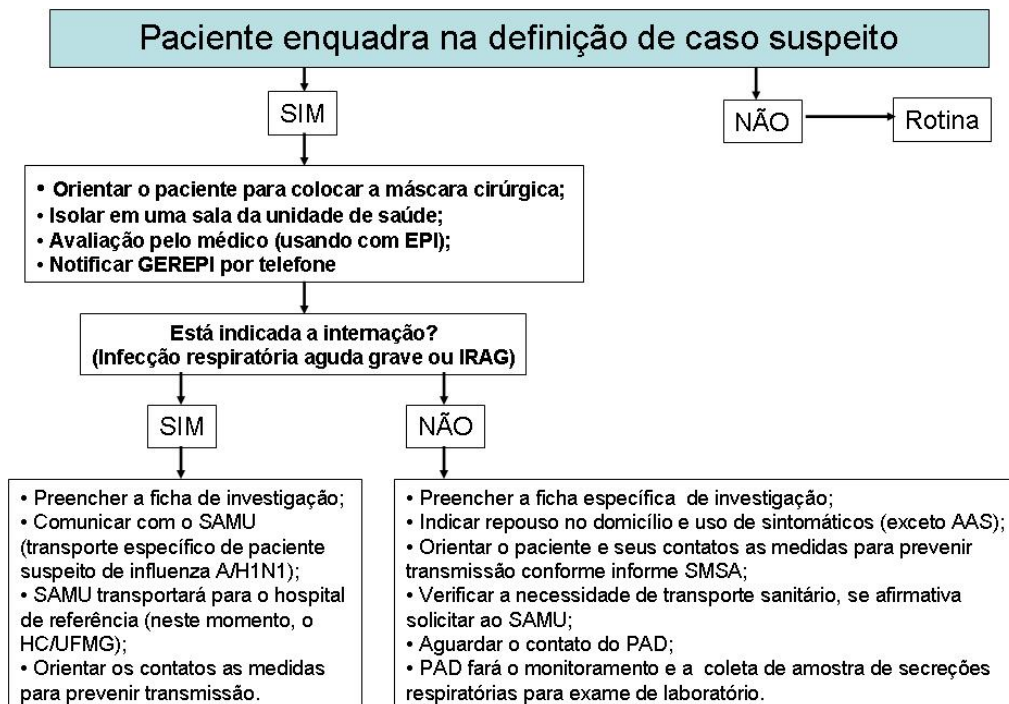 Paciente enquadra na definição de caso suspeito
SIM
NÃO
Rotina
• Orientar o paciente para colocar a máscara cirúrgica;
• Isolar em uma sala da unidade de saúde;
• Avaliação pelo médico (usando com EPI);
• Notificar GEREPI por telefone
Está indicada a internação?
(Infecção respiratória aguda grave ou IRAG)
SIM
NÃO
• Preencher a ficha de investigação;
• Comunicar com o SAMU
(transporte específico de paciente
suspeito de influenza A/H1N1);
• SAMU transportará para o hospital
de referência (neste momento, o
HC/UFMG);
• Orientar os contatos as medidas
para prevenir transmissão.
• Preencher a ficha específica de investigação;
• Indicar repouso no domicílio e uso de sintomáticos (exceto AAS);
• Orientar o paciente e seus contatos as medidas para prevenir
transmissão conforme informe SMSA;
• Verificar a necessidade de transporte sanitário, se afirmativa
solicitar ao SAMU;
• Aguardar o contato do PAD;
• PAD fará o monitoramento e a coleta de amostra de secreções
respiratórias para exame de laboratório.